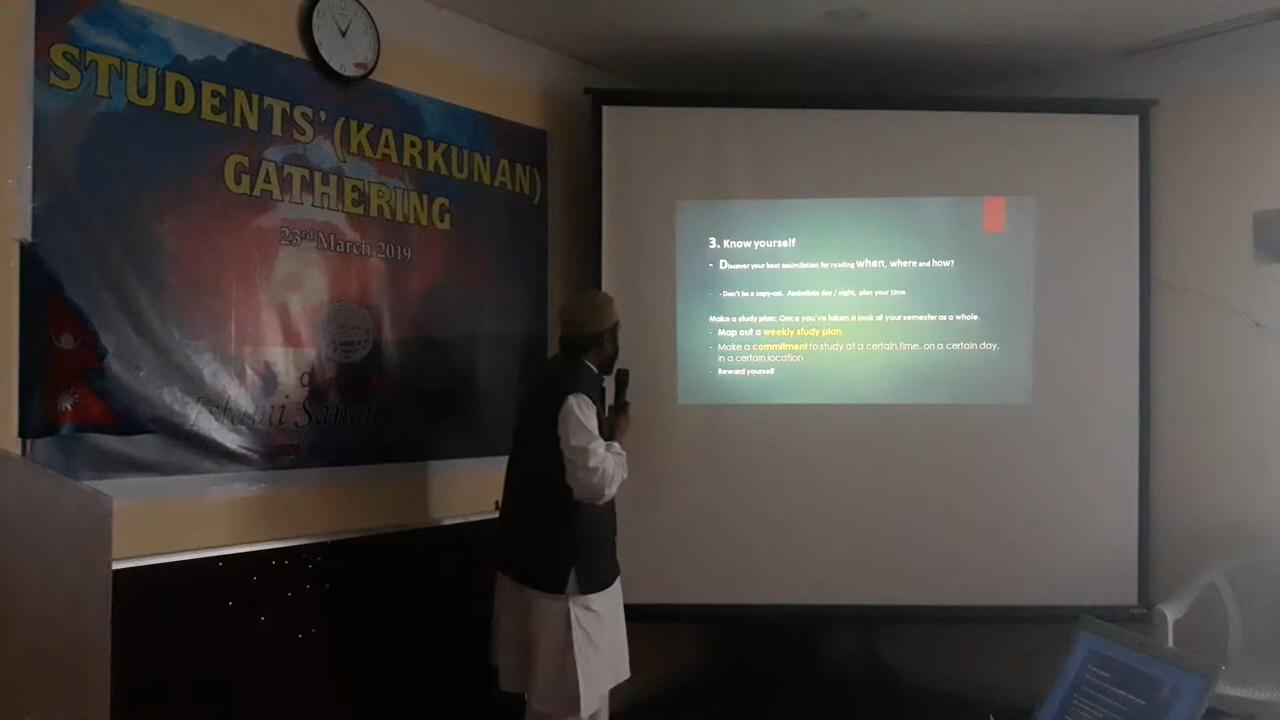 STUDENTS' (KARKUNAN)
GATHERING
23rd March 2019
Islami Sangh
3. Know yourself
- Discover your best assimilation for reading when, where and how?
- - Don't be a copy-cat. Assimilate day / night, plan your time
Make a study plan: Once you've taken a look at your semester as a whole.
- Map out a weekly study plan
- Make a commitment to study at a certain time, on a certain day,
in a certain location
- Reward yourself